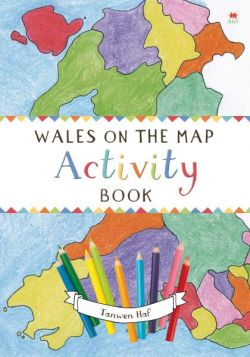 WALES ON THE MAP
Activity
BOOK
Tanwen Haf